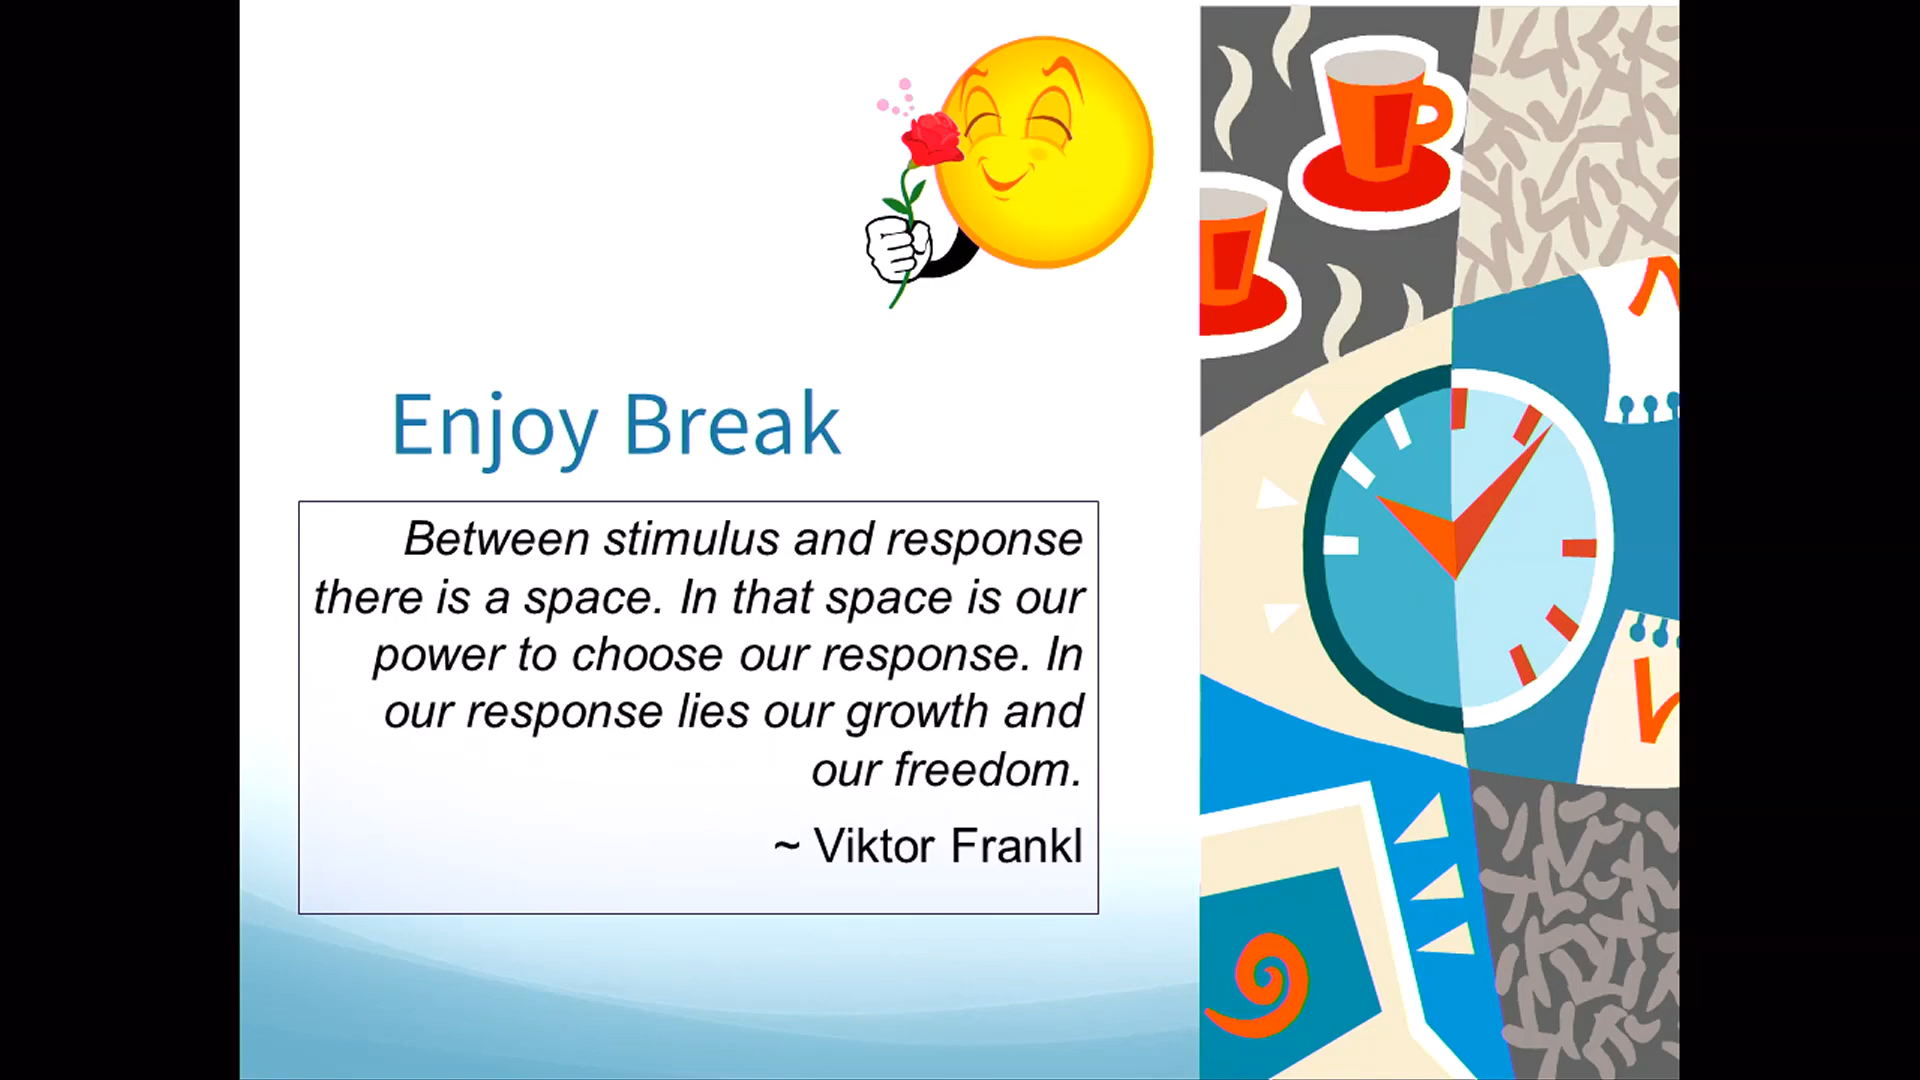 Enjoy Break
Between stimulus and response
there is a space. In that space is our
power to choose our response. In
our response lies our growth and
our freedom.
~ Viktor Frankl